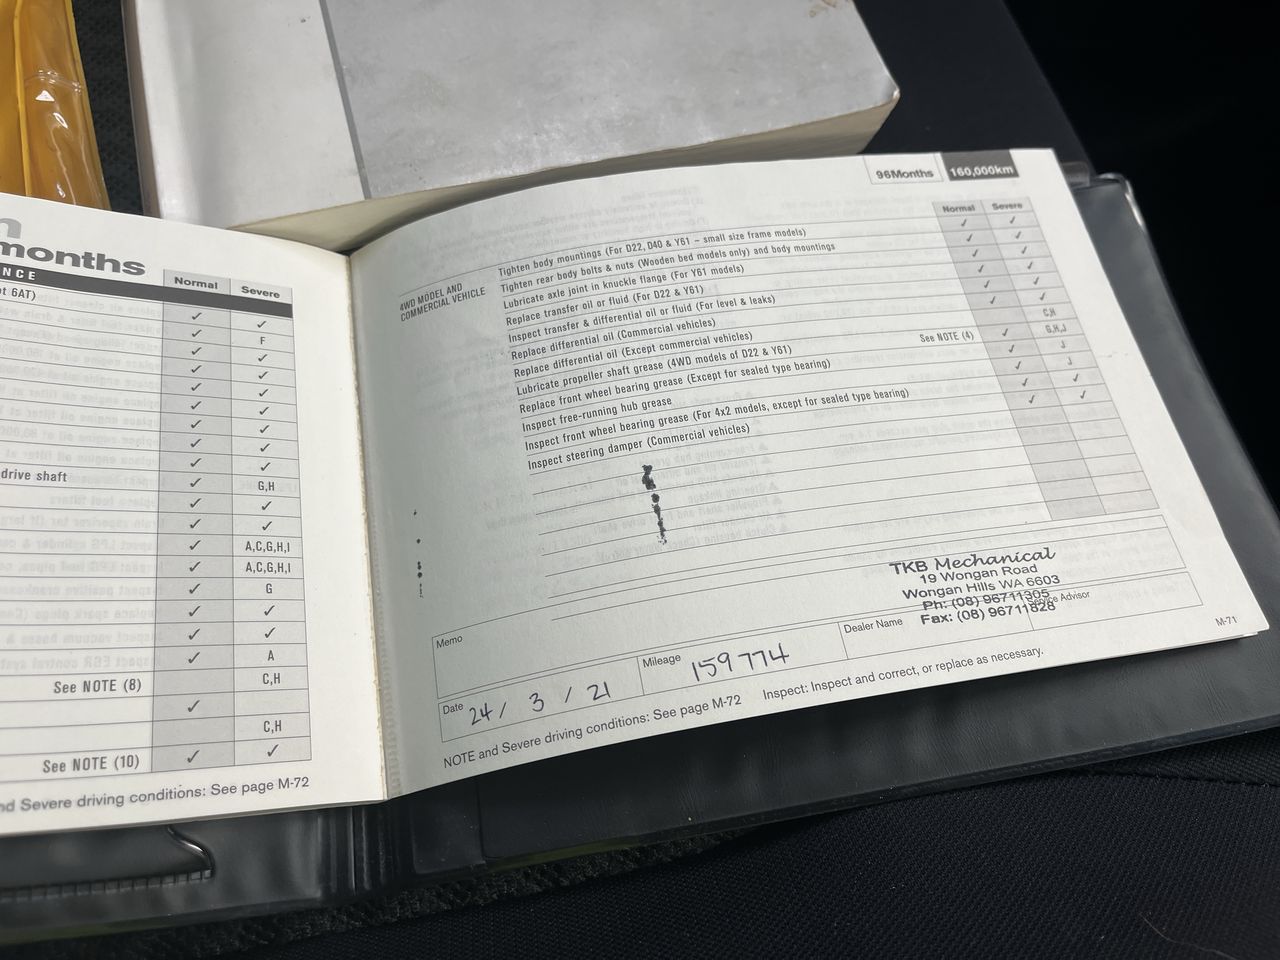 months
NCE
Normal
Severe
t 6AT)
✓ ✓
✓ F
✓ ✓
✓ ✓
✓ ✓
✓ ✓
✓ ✓
✓ ✓
drive shaft ✓ G,H
✓ ✓
✓ ✓
✓ A,C,G,H,I
✓ A,C,G,H,I
✓ G
✓ ✓
✓ ✓
✓ A
See NOTE (8) C,H
✓
C,H
See NOTE (10) ✓ ✓
nd Severe driving conditions: See page M-72
96Months 160,000km
Normal Severe
4WD MODEL AND
COMMERCIAL VEHICLE
Tighten body mountings (For D22, D40 & Y61 – small size frame models) ✓ ✓
Tighten rear body bolts & nuts (Wooden bed models only) and body mountings ✓ ✓
Lubricate axle joint in knuckle flange (For Y61 models) ✓ ✓
Replace transfer oil or fluid (For D22 & Y61) ✓ ✓
Inspect transfer & differential oil or fluid (For level & leaks) ✓ ✓
Replace differential oil (Commercial vehicles) ✓ ✓
Replace differential oil (Except commercial vehicles) C,H
Lubricate propeller shaft grease (4WD models of D22 & Y61) See NOTE (4) ✓ G,H,J
Replace front wheel bearing grease (Except for sealed type bearing) ✓ J
Inspect free-running hub grease ✓ J
Inspect front wheel bearing grease (For 4x2 models, except for sealed type bearing) ✓ ✓
Inspect steering damper (Commercial vehicles) ✓ ✓
TKB Mechanical
19 Wongan Road
Wongan Hills WA 6603
Ph: (08) 96711305
Fax: (08) 96711828
Memo
Date 24 / 3 / 21
Mileage 159774
Dealer Name
Service Advisor
NOTE and Severe driving conditions: See page M-72 Inspect: Inspect and correct, or replace as necessary.
M-71